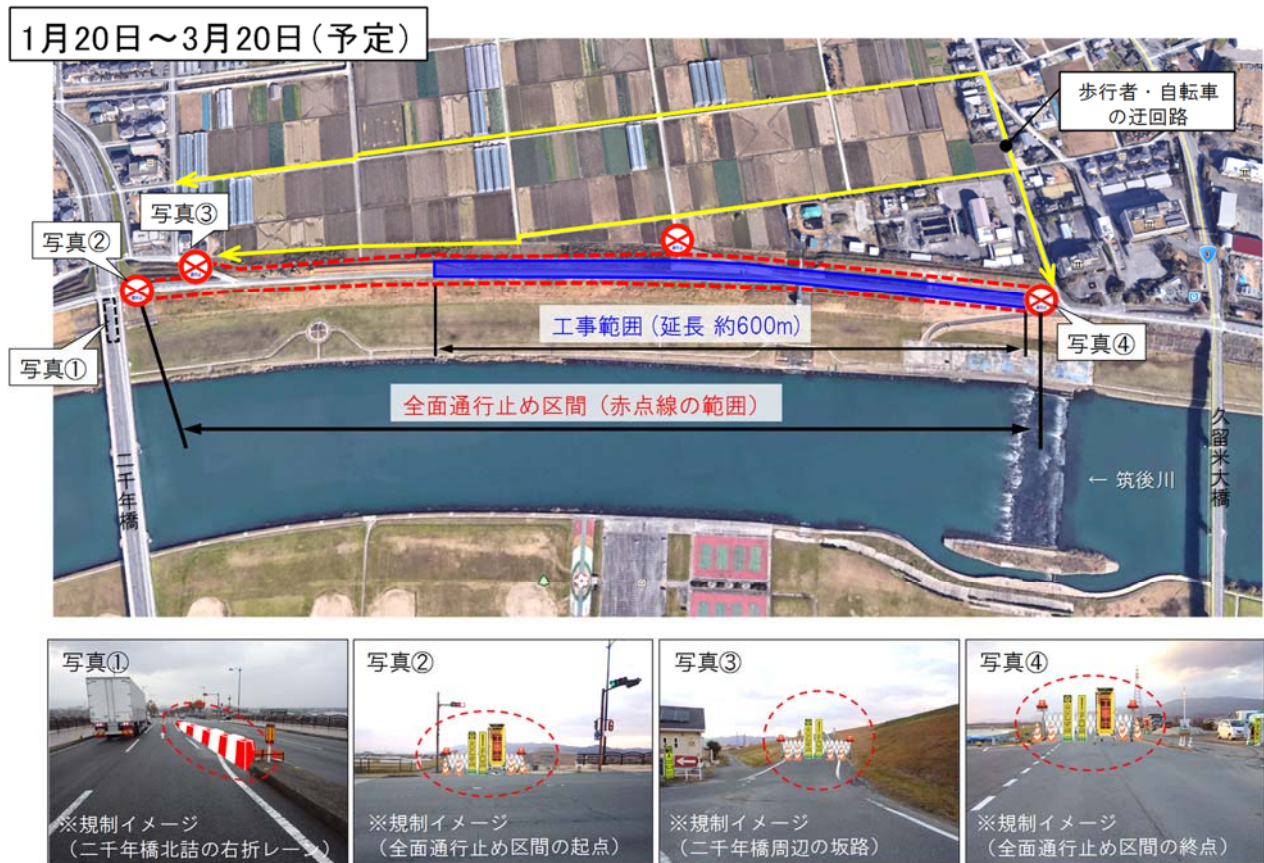 1月20日～3月20日(予定)
歩行者・自転車
の迂回路
写真③
写真②
写真①
工事範囲(延長 約600m)
写真④
全面通行止め区間（赤点線の範囲）
二千年橋
← 筑後川
久留米大橋
写真①
※規制イメージ
（二千年橋北詰の右折レーン）
写真②
※規制イメージ
（全面通行止め区間の起点）
写真③
※規制イメージ
（二千年橋周辺の坂路）
写真④
※規制イメージ
（全面通行止め区間の終点）